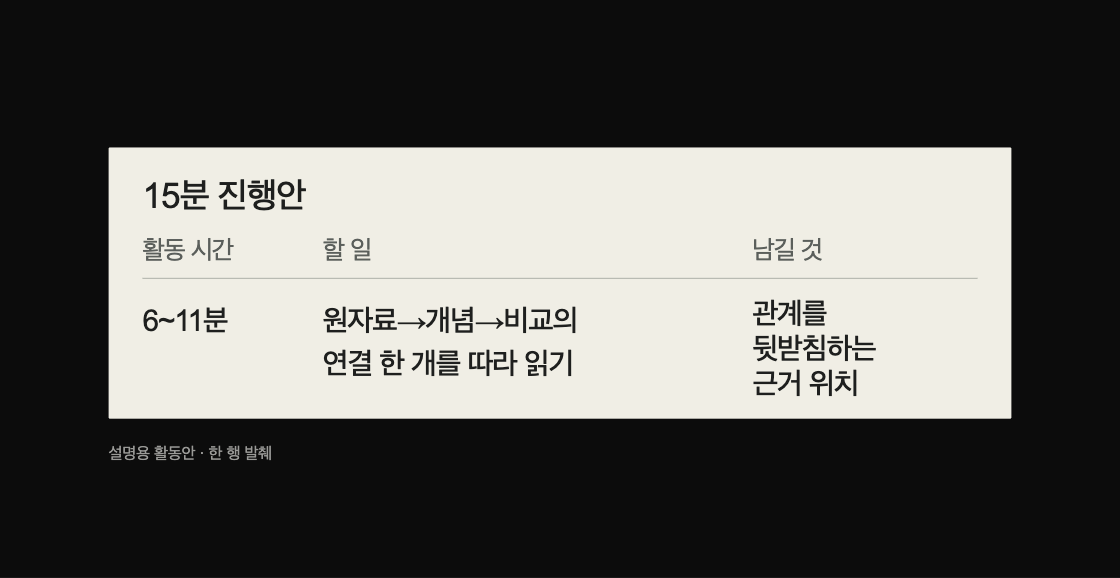 15분 진행안
활동 시간 할 일 남길 것
6~11분
원자료→개념→비교의
연결 한 개를 따라 읽기
관계를
뒷받침하는
근거 위치
설명용 활동안 · 한 행 발췌